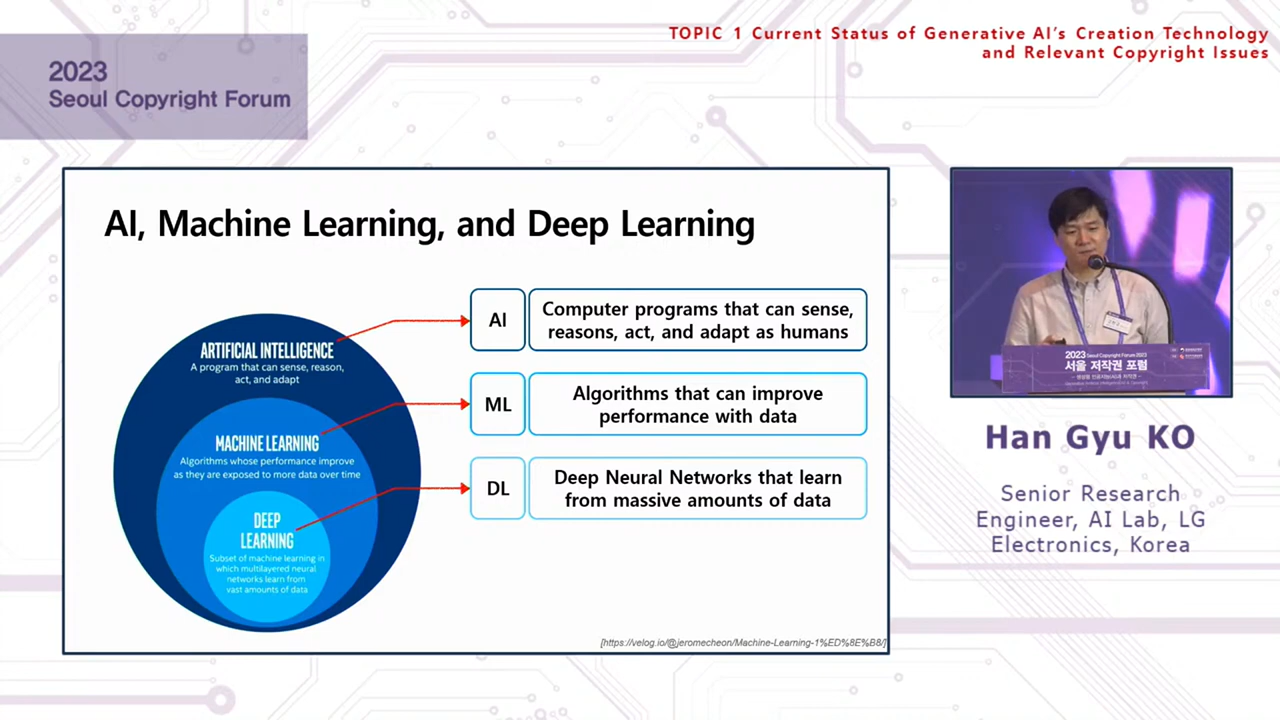 TOPIC 1 Current Status of Generative AI's Creation Technology
and Relevant Copyright Issues
2023
Seoul Copyright Forum
AI, Machine Learning, and Deep Learning
ARTIFICIAL INTELLIGENCE
A program that can sense, reason,
act, and adapt
MACHINE LEARNING
Algorithms whose performance improve
as they are exposed to more data over time
DEEP
LEARNING
Subset of machine learning in
which multilayered neural
networks learn from
vast amounts of data
AI
Computer programs that can sense,
reasons, act, and adapt as humans
ML
Algorithms that can improve
performance with data
DL
Deep Neural Networks that learn
from massive amounts of data
[https://velog.io/@jeromecheon/Machine-Learning-1%ED%8E%B8/]
2023 Seoul Copyright Forum 2023
서울 저작권 포럼
Han Gyu KO
Senior Research
Engineer, AI Lab, LG
Electronics, Korea